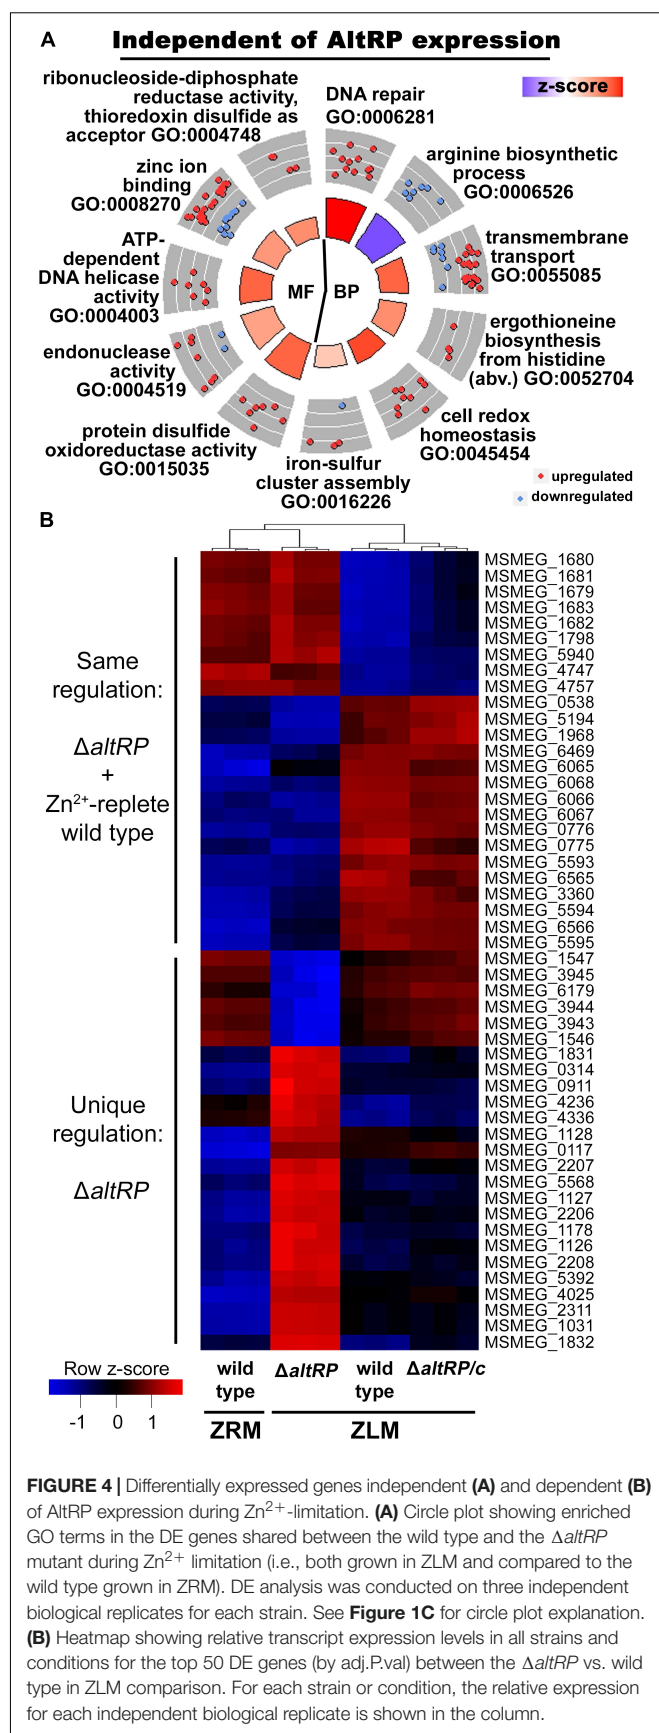 A
Independent of AltRP expression
ribonucleoside-diphosphate
reductase activity,
thioredoxin disulfide as
acceptor GO:0004748
DNA repair
GO:0006281
z-score
zinc ion
binding
GO:0008270
arginine biosynthetic
process
GO:0006526
ATP-
dependent
DNA helicase
activity
GO:0004003
transmembrane
transport
GO:0055085
MF
BP
endonuclease
activity
GO:0004519
ergothioneine
biosynthesis
from histidine
(abv.) GO:0052704
protein disulfide
oxidoreductase activity
GO:0015035
cell redox
homeostasis
GO:0045454
iron-sulfur
cluster assembly
GO:0016226
upregulated
downregulated
B
Same
regulation:
ΔaltRP
+
Zn2+-replete
wild type
Unique
regulation:
ΔaltRP
MSMEG_1680
MSMEG_1681
MSMEG_1679
MSMEG_1683
MSMEG_1682
MSMEG_1798
MSMEG_5940
MSMEG_4747
MSMEG_4757
MSMEG_0538
MSMEG_5194
MSMEG_1968
MSMEG_6469
MSMEG_6065
MSMEG_6068
MSMEG_6066
MSMEG_6067
MSMEG_0776
MSMEG_0775
MSMEG_5593
MSMEG_6565
MSMEG_3360
MSMEG_5594
MSMEG_6566
MSMEG_5595
MSMEG_1547
MSMEG_3945
MSMEG_6179
MSMEG_3944
MSMEG_3943
MSMEG_1546
MSMEG_1831
MSMEG_0314
MSMEG_0911
MSMEG_4236
MSMEG_4336
MSMEG_1128
MSMEG_0117
MSMEG_2207
MSMEG_5568
MSMEG_1127
MSMEG_2206
MSMEG_1178
MSMEG_1126
MSMEG_2208
MSMEG_5392
MSMEG_4025
MSMEG_2311
MSMEG_1031
MSMEG_1832
Row z-score
-1 0 1
wild
type
ΔaltRP
wild
type
ΔaltRP/c
ZRM
ZLM
FIGURE 4 | Differentially expressed genes independent (A) and dependent (B)
of AltRP expression during Zn2+-limitation. (A) Circle plot showing enriched
GO terms in the DE genes shared between the wild type and the ΔaltRP
mutant during Zn2+ limitation (i.e., both grown in ZLM and compared to the
wild type grown in ZRM). DE analysis was conducted on three independent
biological replicates for each strain. See Figure 1C for circle plot explanation.
(B) Heatmap showing relative transcript expression levels in all strains and
conditions for the top 50 DE genes (by adj.P.val) between the ΔaltRP vs. wild
type in ZLM comparison. For each strain or condition, the relative expression
for each independent biological replicate is shown in the column.